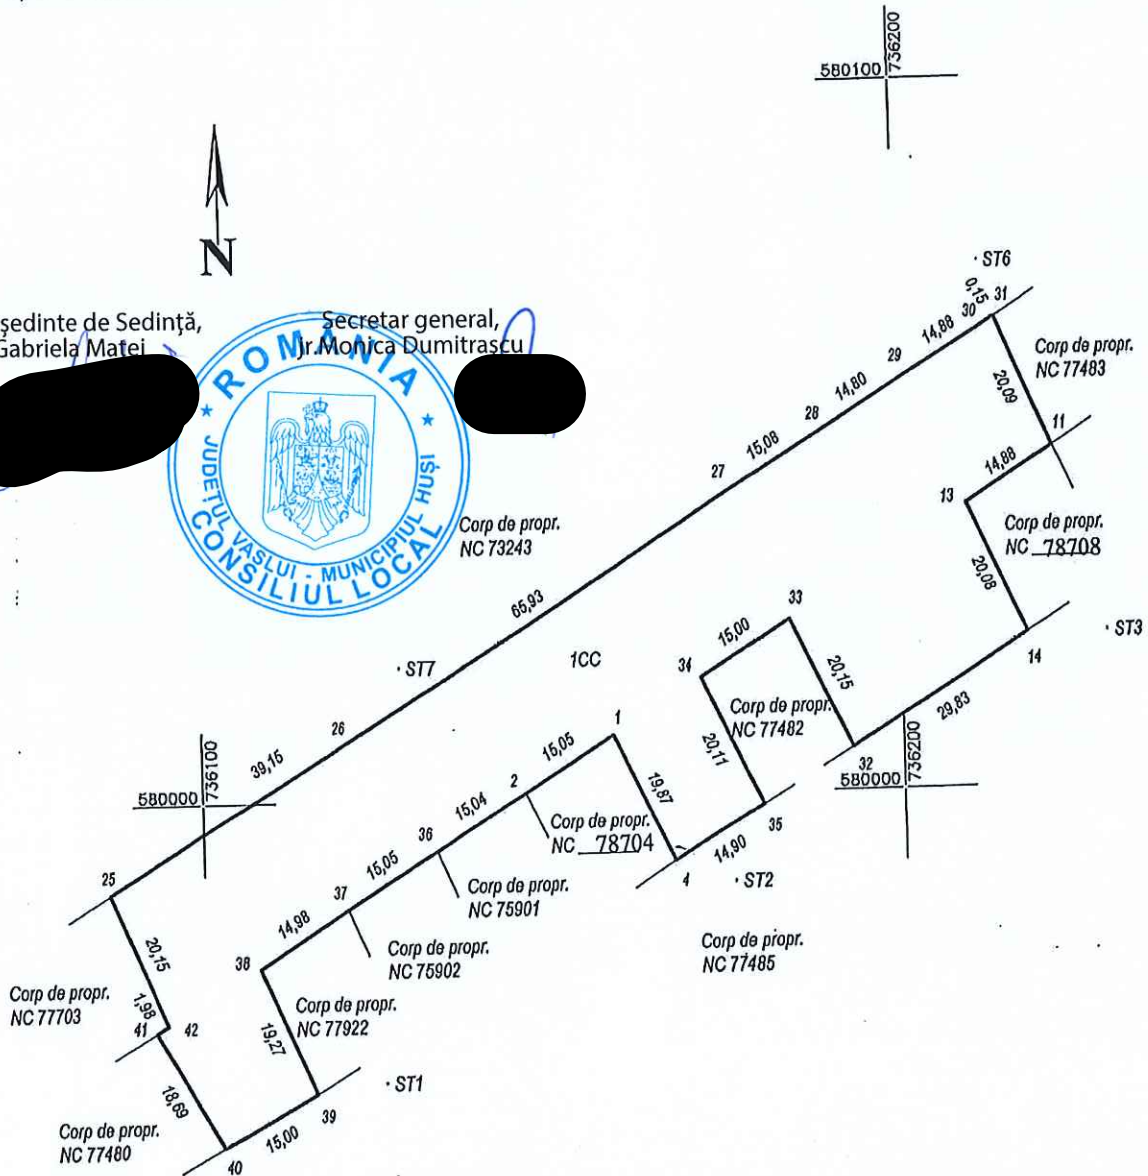 580100
736200
N
ședinte de Sedință,
Gabriela Matei
Secretar general,
jr.Monica Dumitrașcu
ROMÂNIA
JUDEȚUL VASLUI - MUNICIPIUL HUȘI
CONSILIUL LOCAL
ST6
0,15
31
30
14,88
29
14,80
28
15,08
27
Corp de propr.
NC 77483
20,09
11
14,88
13
Corp de propr.
NC 78708
20,08
Corp de propr.
NC 73243
65,93
33
15,00
ST3
14
1CC
34
20,15
ST7
Corp de propr.
NC 77482
29,83
1
26
15,05
20,11
32
736200
580000
39,15
736100
580000
2
15,04
19,87
35
Corp de propr.
NC 78704
36
14,90
15,05
4
ST2
25
37
Corp de propr.
NC 75901
14,98
Corp de propr.
NC 75902
Corp de propr.
NC 77485
38
20,15
Corp de propr.
NC 77703
1,98
41
42
Corp de propr.
NC 77922
19,27
ST1
18,69
39
Corp de propr.
NC 77480
15,00
40